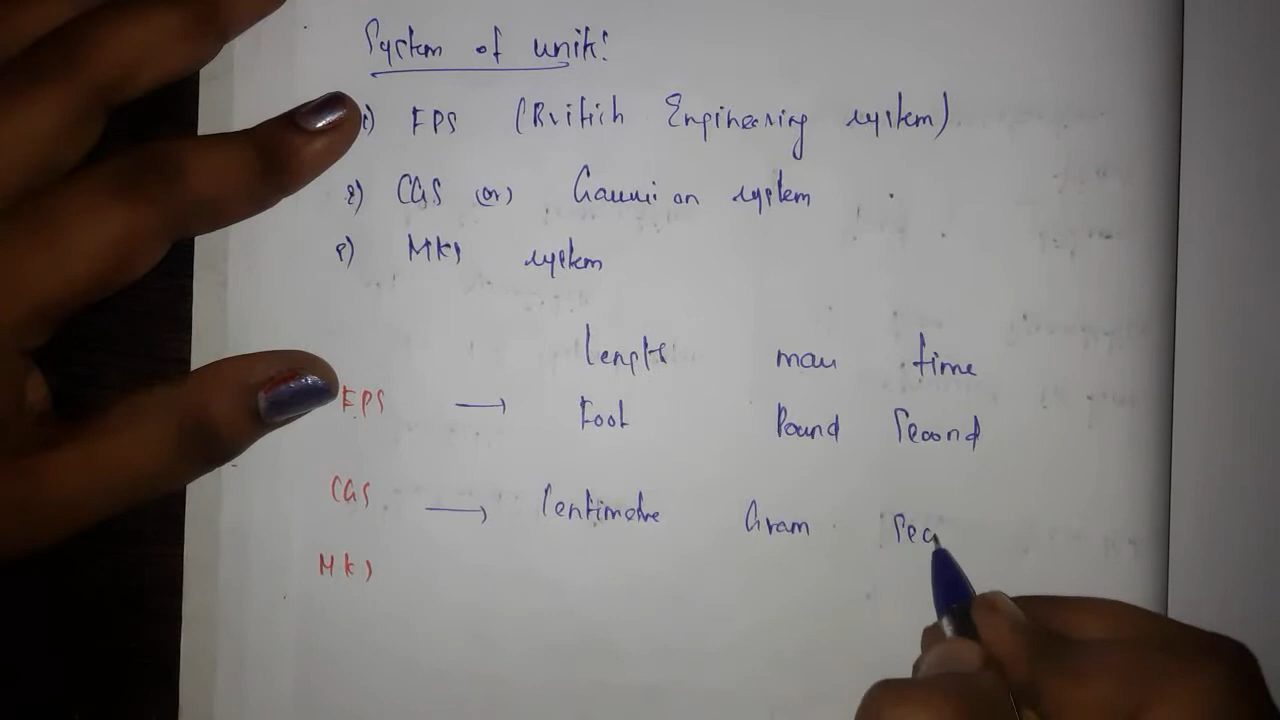 System of units:
1) FPS (British Engineering system)
2) CGS (or) Gaussian system
3) MKS system
length mass time
FPS → Foot Pound Second
CGS → Centimetre Gram Sec
MKS